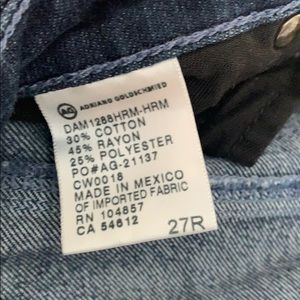 AG ADRIANO GOLDSCHMIED
DAM1288HRM-HRM
30% COTTON
45% RAYON
25% POLYESTER
PO#AG-21137
CW0018
MADE IN MEXICO
OF IMPORTED FABRIC
RN 104857
CA 54612
27R